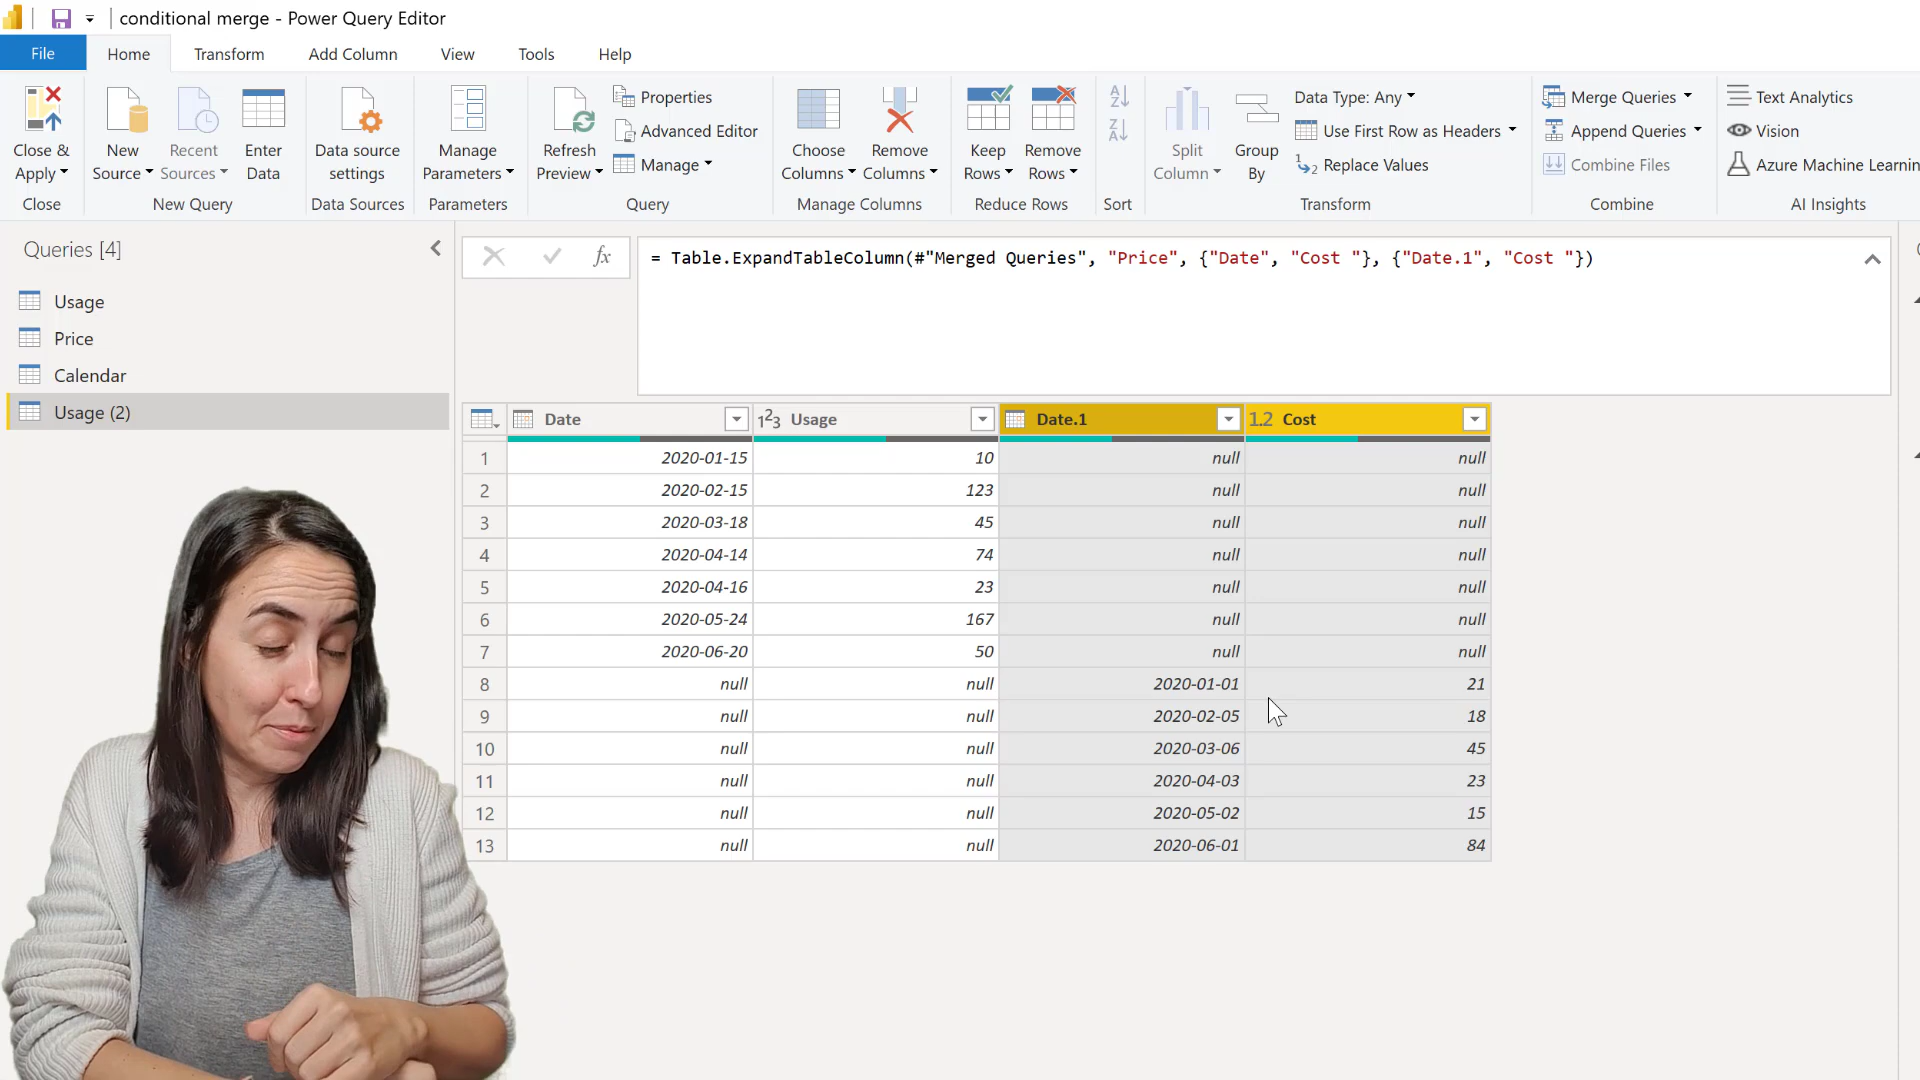 conditional merge - Power Query Editor
File Home Transform Add Column View Tools Help
Close & Apply
Close
New Source
Recent Sources
Enter Data
New Query
Data source settings
Data Sources
Manage Parameters
Parameters
Refresh Preview
Properties
Advanced Editor
Manage
Query
Choose Columns
Remove Columns
Manage Columns
Keep Rows
Remove Rows
Reduce Rows
Sort
Split Column
Group By
Data Type: Any
Use First Row as Headers
Replace Values
Transform
Merge Queries
Append Queries
Combine Files
Combine
Text Analytics
Vision
Azure Machine Learnin
AI Insights
Queries [4]
Usage
Price
Calendar
Usage (2)
fx
= Table.ExpandTableColumn(#"Merged Queries", "Price", {"Date", "Cost "}, {"Date.1", "Cost "})
Date 123 Usage Date.1 1.2 Cost
1 2020-01-15 10 null null
2 2020-02-15 123 null null
3 2020-03-18 45 null null
4 2020-04-14 74 null null
5 2020-04-16 23 null null
6 2020-05-24 167 null null
7 2020-06-20 50 null null
8 null null 2020-01-01 21
9 null null 2020-02-05 18
10 null null 2020-03-06 45
11 null null 2020-04-03 23
12 null null 2020-05-02 15
13 null null 2020-06-01 84